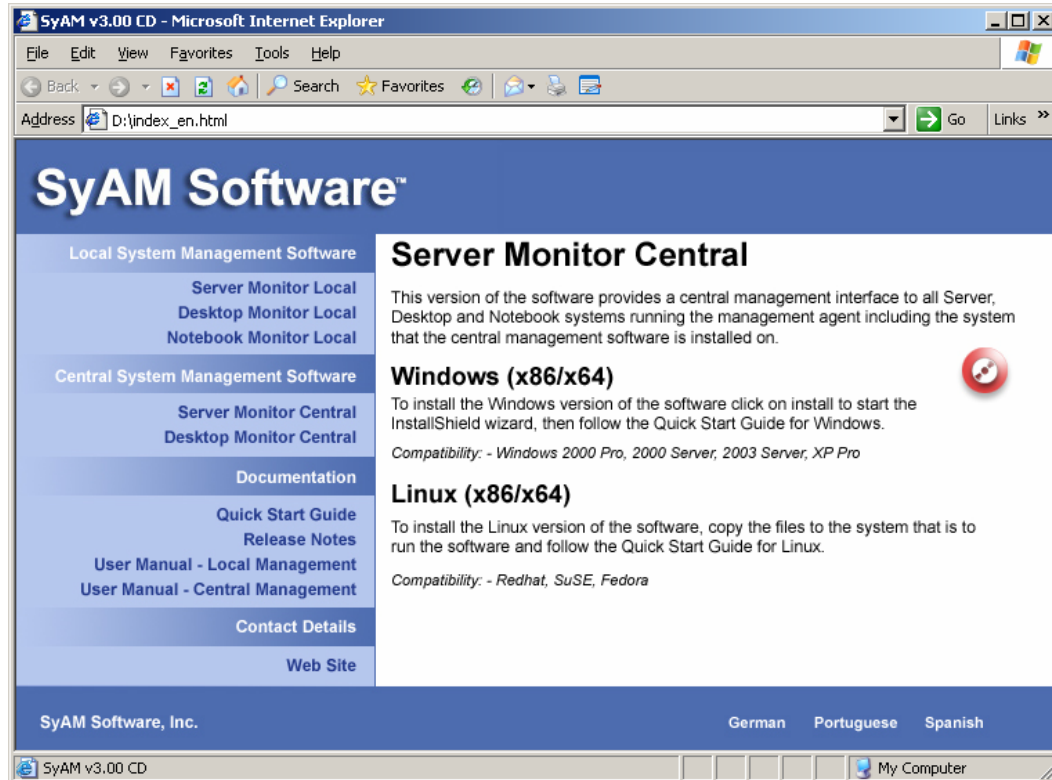 SyAM v3.00 CD - Microsoft Internet Explorer
File Edit View Favorites Tools Help
Back Search Favorites
Address D:\index_en.html Go Links »
SyAM Software™
Local System Management Software
Server Monitor Local
Desktop Monitor Local
Notebook Monitor Local
Central System Management Software
Server Monitor Central
Desktop Monitor Central
Documentation
Quick Start Guide
Release Notes
User Manual - Local Management
User Manual - Central Management
Contact Details
Web Site
Server Monitor Central
This version of the software provides a central management interface to all Server,
Desktop and Notebook systems running the management agent including the system
that the central management software is installed on.
Windows (x86/x64)
To install the Windows version of the software click on install to start the
InstallShield wizard, then follow the Quick Start Guide for Windows.
Compatibility: - Windows 2000 Pro, 2000 Server, 2003 Server, XP Pro
Linux (x86/x64)
To install the Linux version of the software, copy the files to the system that is to
run the software and follow the Quick Start Guide for Linux.
Compatibility: - Redhat, SuSE, Fedora
SyAM Software, Inc. German Portuguese Spanish
SyAM v3.00 CD My Computer